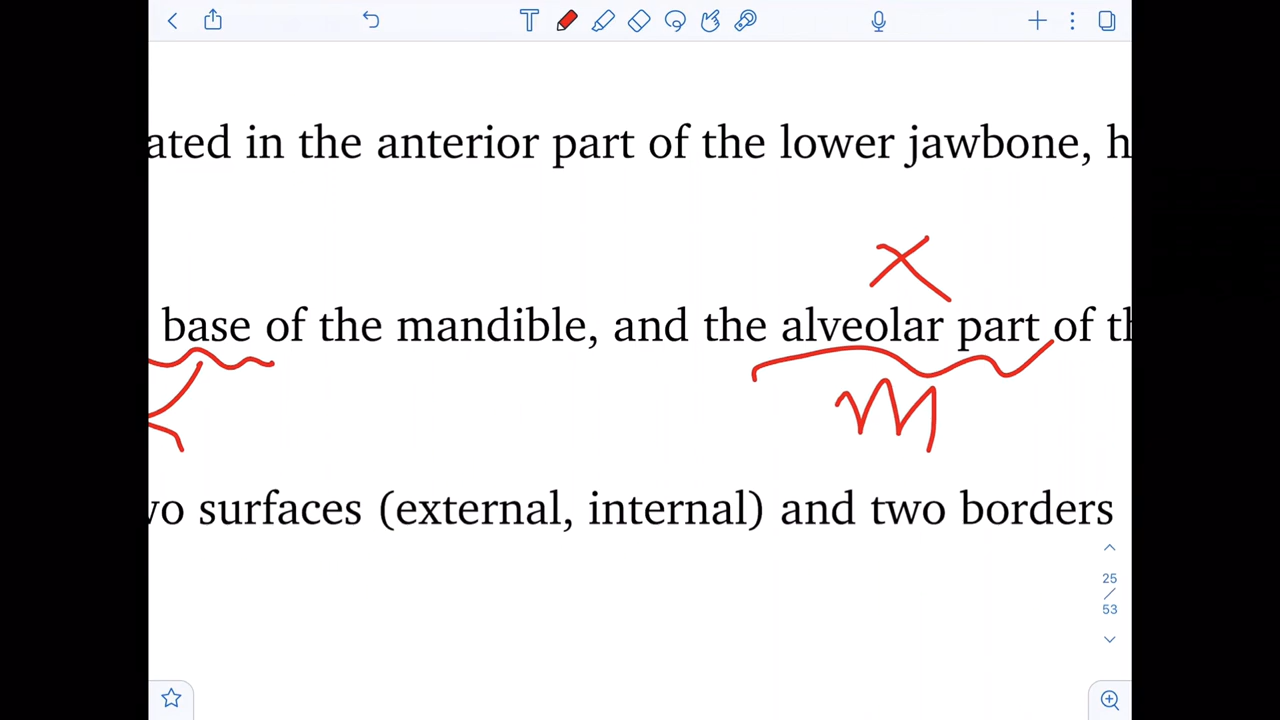 ated in the anterior part of the lower jawbone, h
X
base of the mandible, and the alveolar part of th
M
wo surfaces (external, internal) and two borders
25
/
53